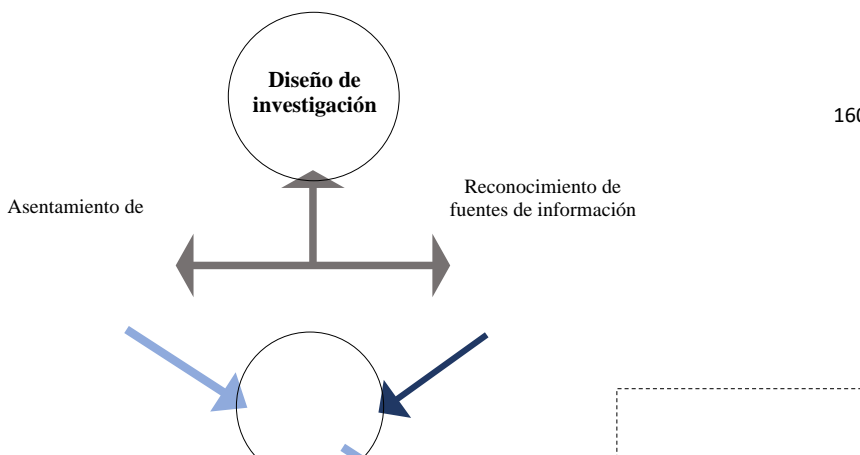 Diseño de
investigación
160
Asentamiento de
Reconocimiento de
fuentes de información